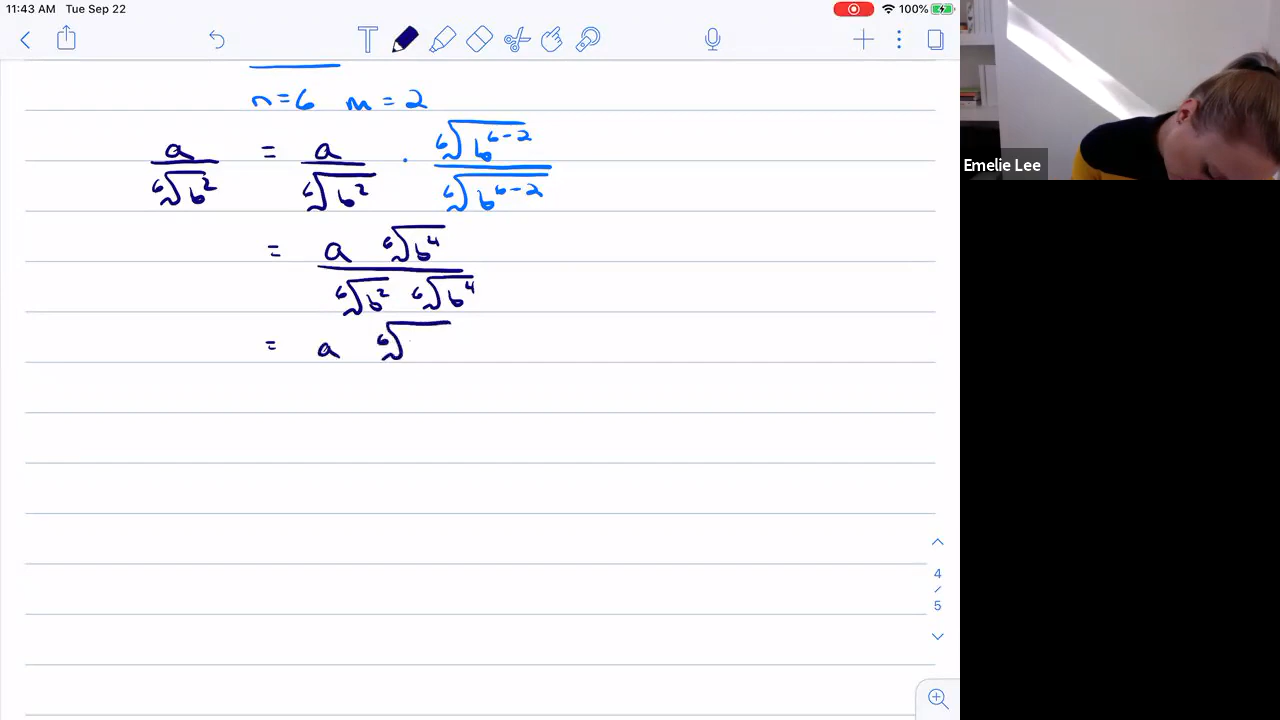 11:43 AM Tue Sep 22
100%
T
n=6 m=2
a/⁶√b² = a/⁶√b² · ⁶√b⁶⁻²/⁶√b⁶⁻²
= a ⁶√b⁴/⁶√b² ⁶√b⁴
= a ⁶√
Emelie Lee
4
/
5